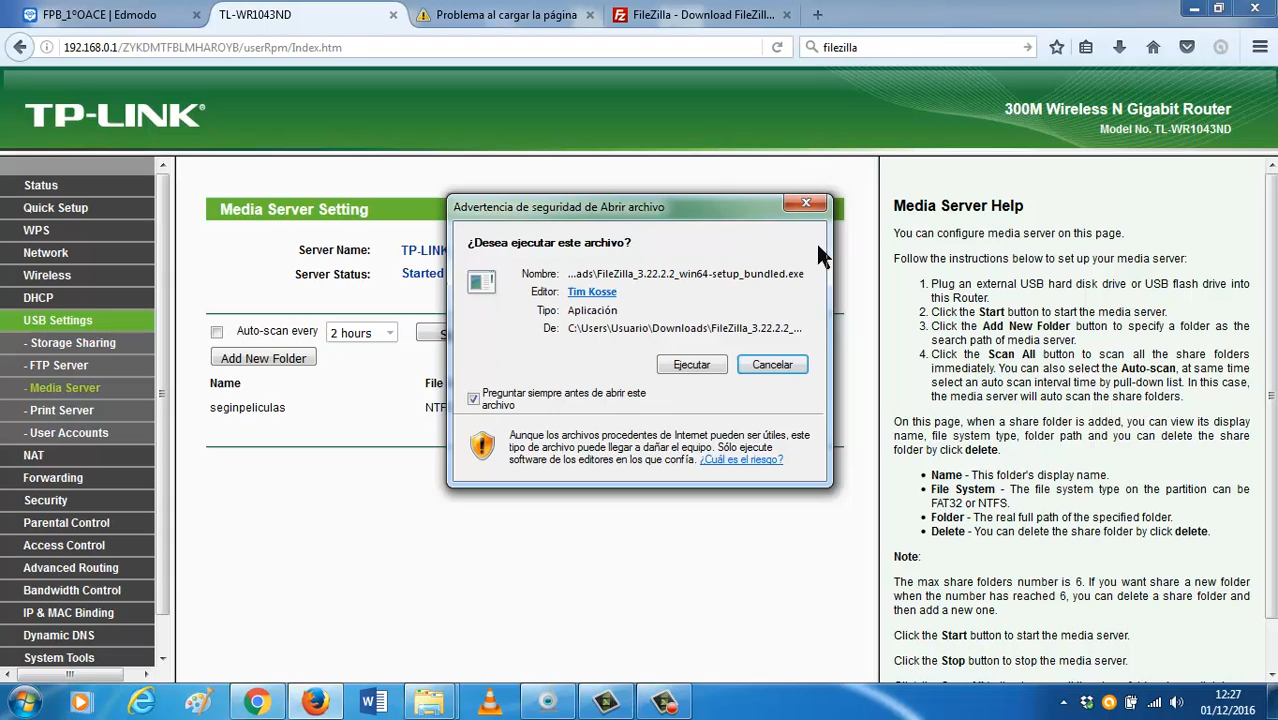 FPB_1ºOACE | Edmodo
TL-WR1043ND
Problema al cargar la página
FileZilla - Download FileZill...
192.168.0.1/ZYKDMTFBLMHAROYB/userRpm/Index.htm
filezilla
TP-LINK®
300M Wireless N Gigabit Router
Model No. TL-WR1043ND
Status
Quick Setup
WPS
Network
Wireless
DHCP
USB Settings
- Storage Sharing
- FTP Server
- Media Server
- Print Server
- User Accounts
NAT
Forwarding
Security
Parental Control
Access Control
Advanced Routing
Bandwidth Control
IP & MAC Binding
Dynamic DNS
System Tools
Media Server Setting
Server Name: TP-LINK
Server Status: Started
Auto-scan every 2 hours
Add New Folder
Name File
seginpeliculas NTF
Advertencia de seguridad de Abrir archivo
¿Desea ejecutar este archivo?
Nombre: ...ads\FileZilla_3.22.2.2_win64-setup_bundled.exe
Editor: Tim Kosse
Tipo: Aplicación
De: C:\Users\Usuario\Downloads\FileZilla_3.22.2.2_...
Ejecutar Cancelar
Preguntar siempre antes de abrir este
archivo
Aunque los archivos procedentes de Internet pueden ser útiles, este
tipo de archivo puede llegar a dañar el equipo. Sólo ejecute
software de los editores en los que confía. ¿Cuál es el riesgo?
Media Server Help
You can configure media server on this page.
Follow the instructions below to set up your media server:
1. Plug an external USB hard disk drive or USB flash drive into
this Router.
2. Click the Start button to start the media server.
3. Click the Add New Folder button to specify a folder as the
search path of media server.
4. Click the Scan All button to scan all the share folders
immediately. You can also select the Auto-scan, at same time
select an auto scan interval time by pull-down list. In this case,
the media server will auto scan the share folders.
On this page, when a share folder is added, you can view its display
name, file system type, folder path and you can delete the share
folder by click delete.
• Name - This folder's display name.
• File System - The file system type on the partition can be
FAT32 or NTFS.
• Folder - The real full path of the specified folder.
• Delete - You can delete the share folder by click delete.
Note:
The max share folders number is 6. If you want share a new folder
when the number has reached 6, you can delete a share folder and
then add a new one.
Click the Start button to start the media server.
Click the Stop button to stop the media server.
12:27
01/12/2016